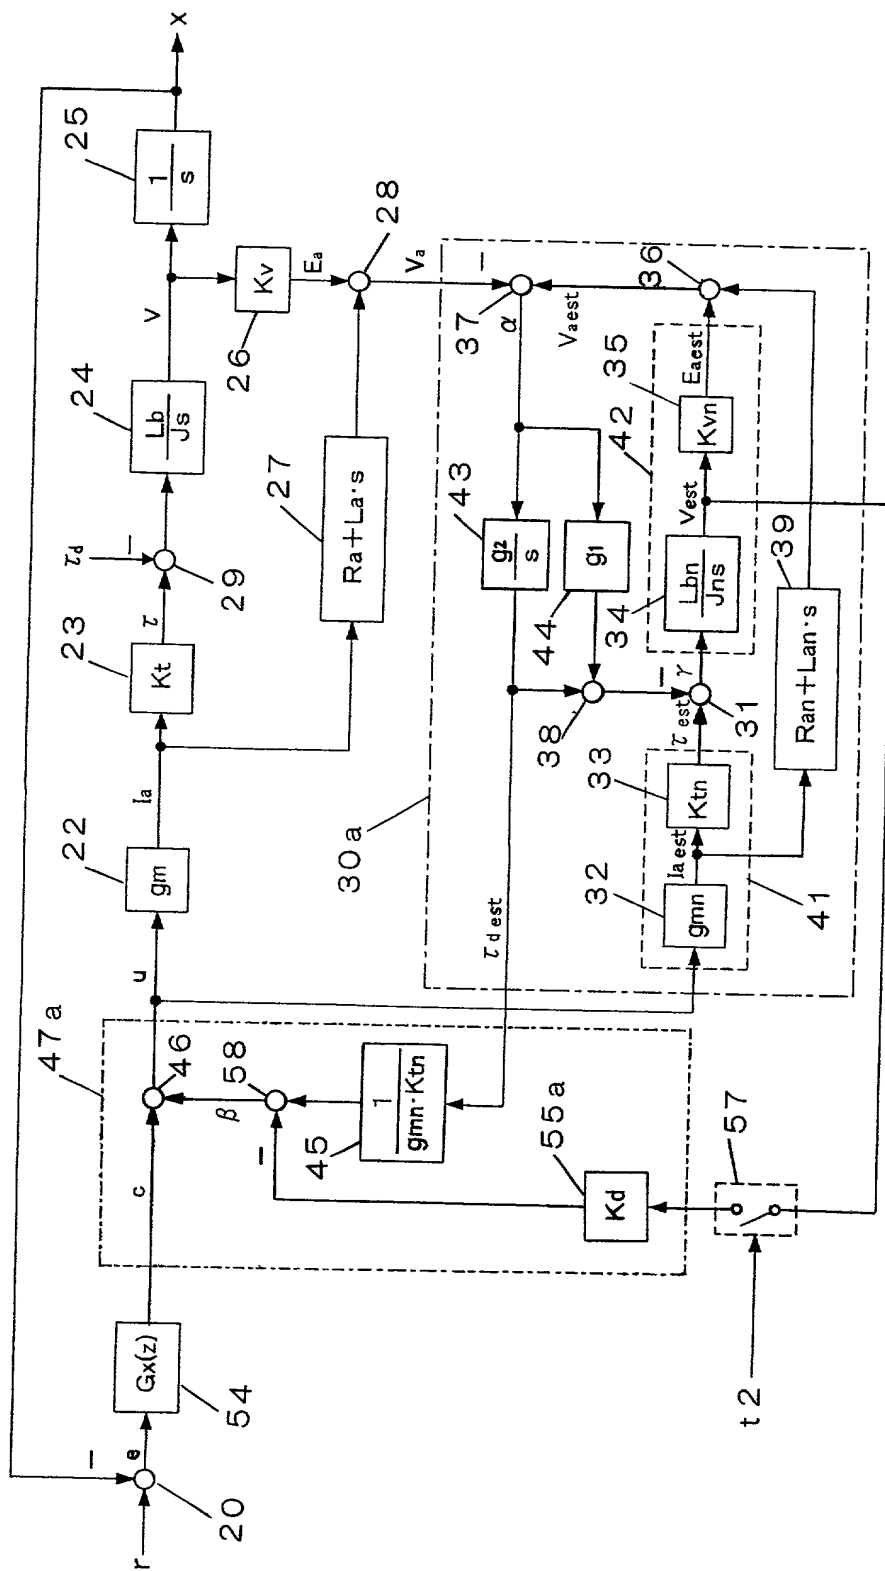 r
20
−
e
Gx(z)
54
c
47a
46
β
58
−
1
gmn·Ktn
45
Kd
55a
57
t2
u
gm
22
Ia
Kt
23
τ
τd
−
29
Lb
Js
24
V
1
s
25
x
Kv
26
Ea
28
Ra+La·s
27
Va
−
37
α
Vaest
36
30a
τd est
g2
s
43
g1
44
38
−
γ
τest
31
gmn
32
Iaest
Ktn
33
41
Lbn
Jns
34
Vest
42
Kvn
35
Eaest
Ran+Lan·s
39